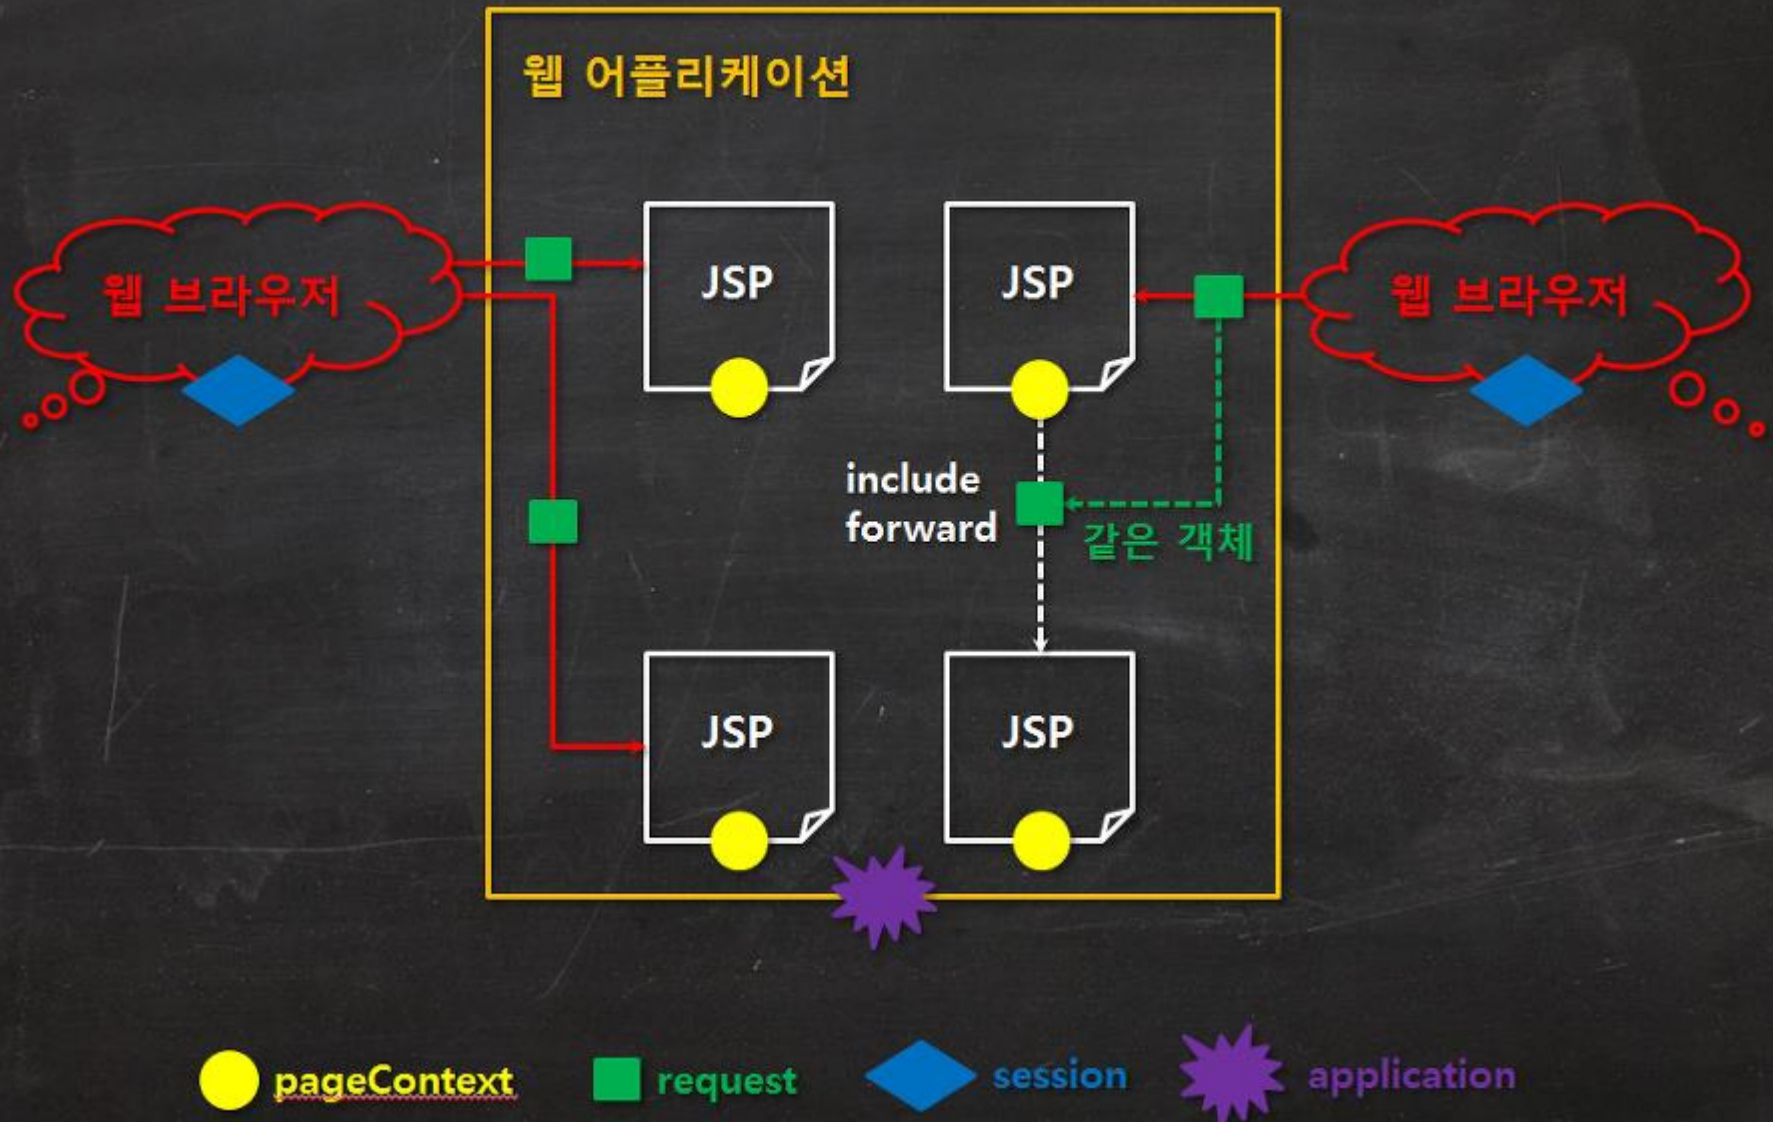 웹 어플리케이션
웹 브라우저
JSP
JSP
웹 브라우저
include
forward
같은 객체
JSP
JSP
pageContext
request
session
application